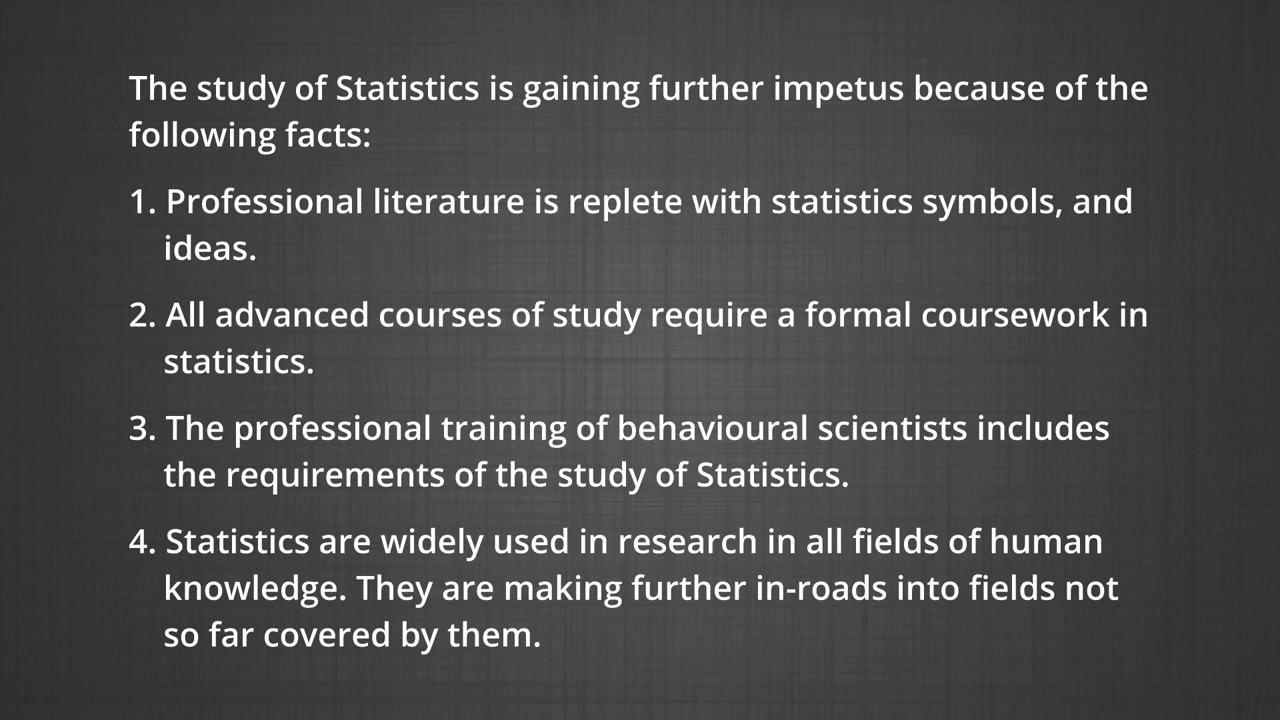 The study of Statistics is gaining further impetus because of the
following facts:
1. Professional literature is replete with statistics symbols, and
ideas.
2. All advanced courses of study require a formal coursework in
statistics.
3. The professional training of behavioural scientists includes
the requirements of the study of Statistics.
4. Statistics are widely used in research in all fields of human
knowledge. They are making further in-roads into fields not
so far covered by them.